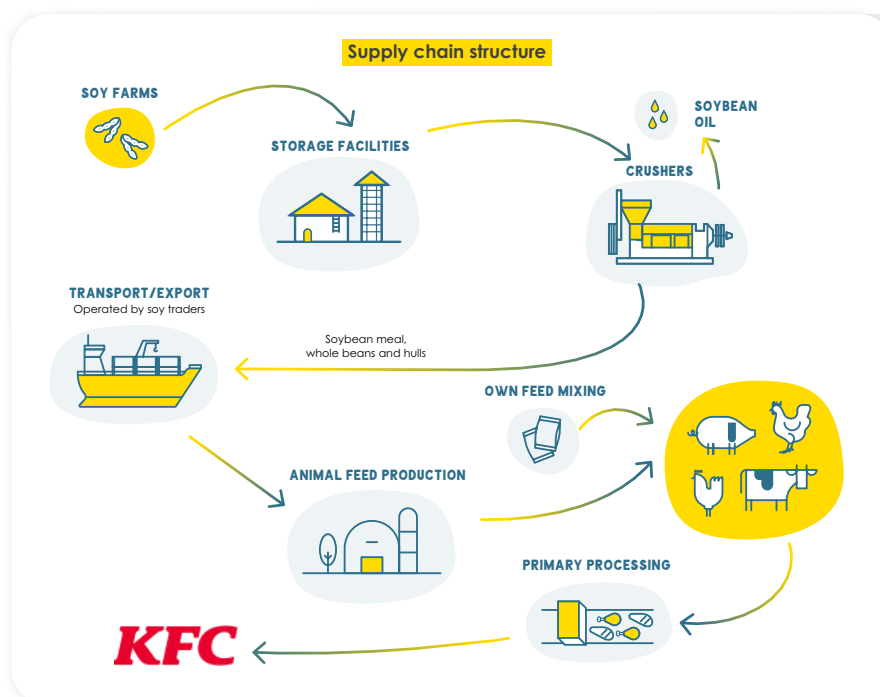 Supply chain structure
SOY FARMS
STORAGE FACILITIES
SOYBEAN
OIL
CRUSHERS
TRANSPORT/EXPORT
Operated by soy traders
Soybean meal,
whole beans and hulls
OWN FEED MIXING
ANIMAL FEED PRODUCTION
PRIMARY PROCESSING
KFC